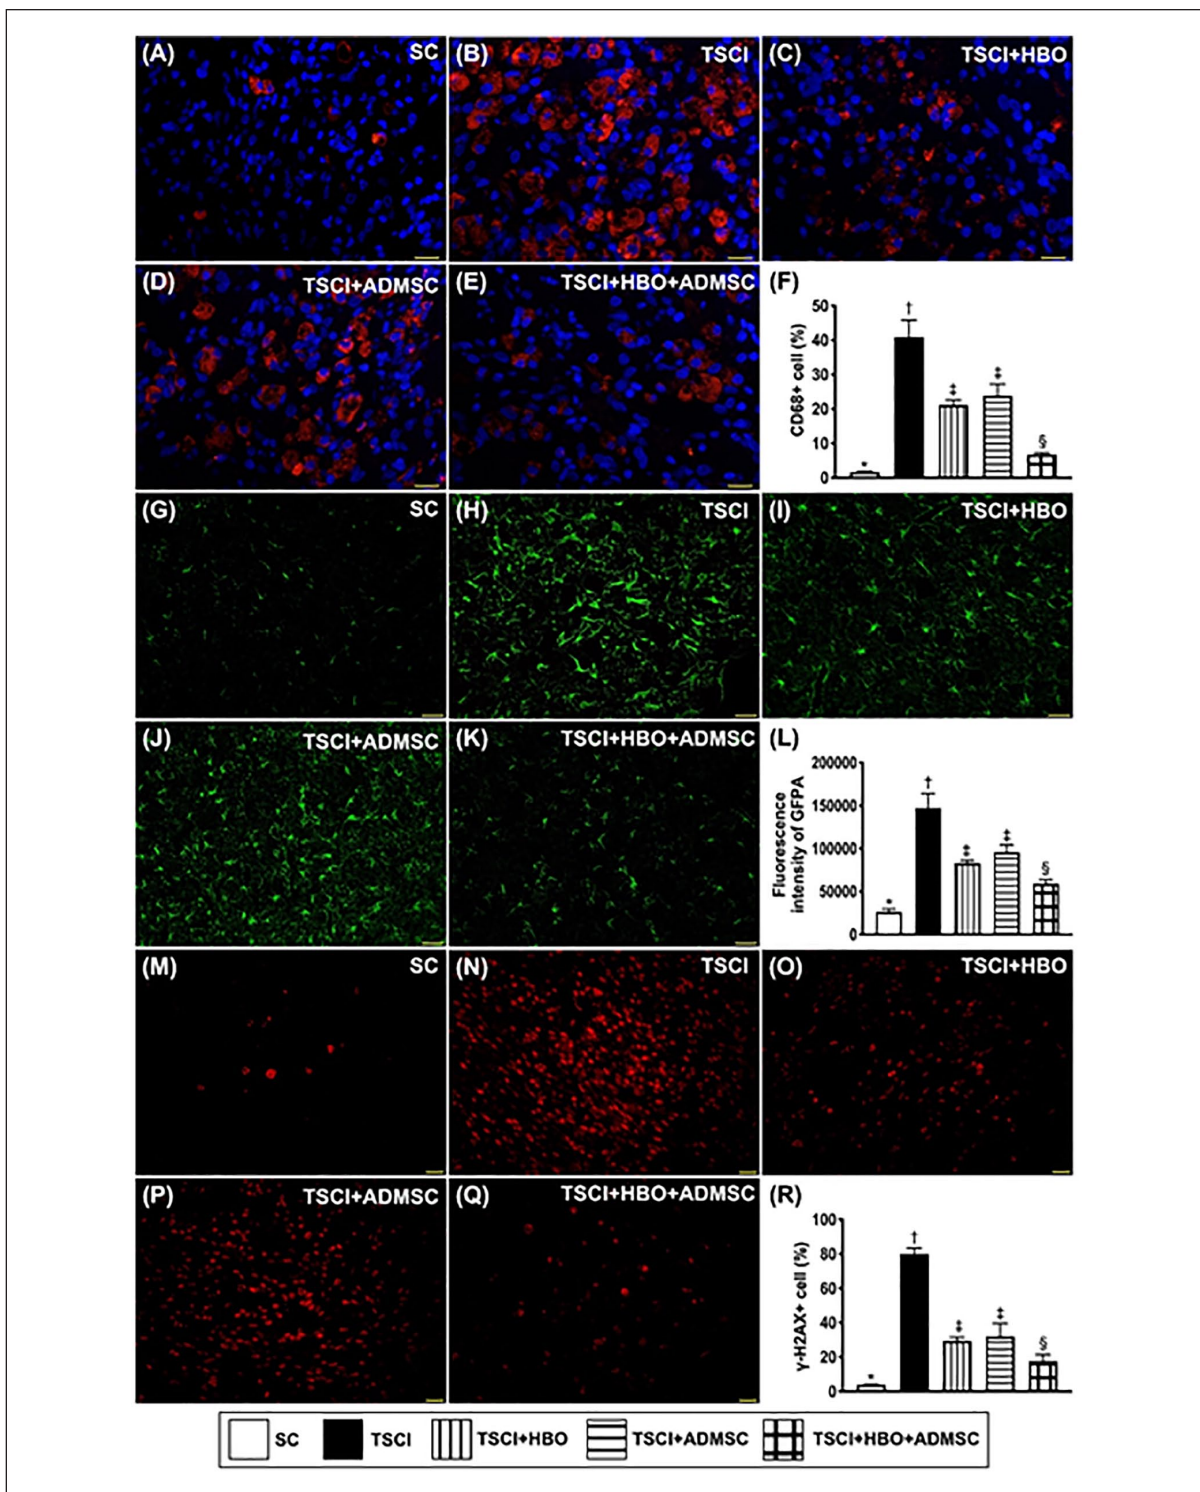 (A) SC
(B) TSCI
(C) TSCI+HBO
(D) TSCI+ADMSC
(E) TSCI+HBO+ADMSC
(F)
CD68+ cell (%)
50
40
30
20
10
0
* † ‡ ‡ §
(G) SC
(H) TSCI
(I) TSCI+HBO
(J) TSCI+ADMSC
(K) TSCI+HBO+ADMSC
(L)
Fluorescence
intensity of GFPA
200000
150000
100000
50000
0
* † ‡ ‡ §
(M) SC
(N) TSCI
(O) TSCI+HBO
(P) TSCI+ADMSC
(Q) TSCI+HBO+ADMSC
(R)
γ-H2AX+ cell (%)
100
80
60
40
20
0
* † ‡ ‡ §
SC TSCI TSCI+HBO TSCI+ADMSC TSCI+HBO+ADMSC